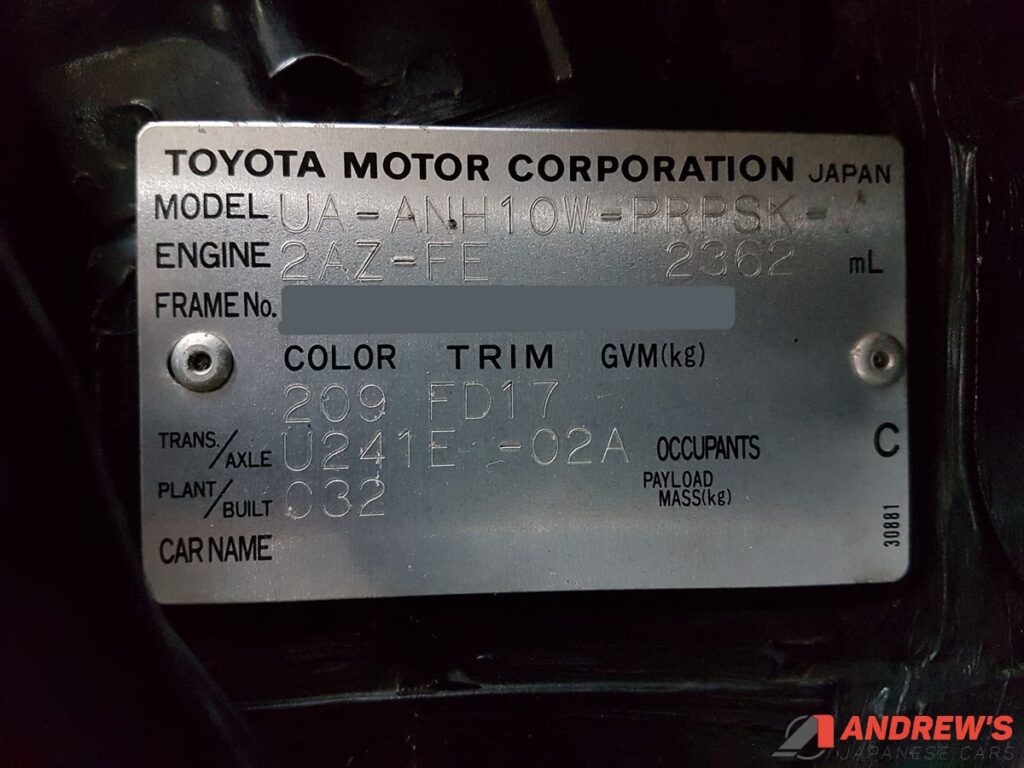 TOYOTA MOTOR CORPORATION JAPAN
MODEL UA-ANH10W-PRPSK-V
ENGINE 2AZ-FE 2362 mL
FRAME No.
COLOR TRIM GVM(kg)
209 FD17
TRANS./AXLE U241E -02A OCCUPANTS C
PLANT/BUILT C32 PAYLOAD MASS(kg)
CAR NAME
30881
ANDREW'S
JAPANESE CARS